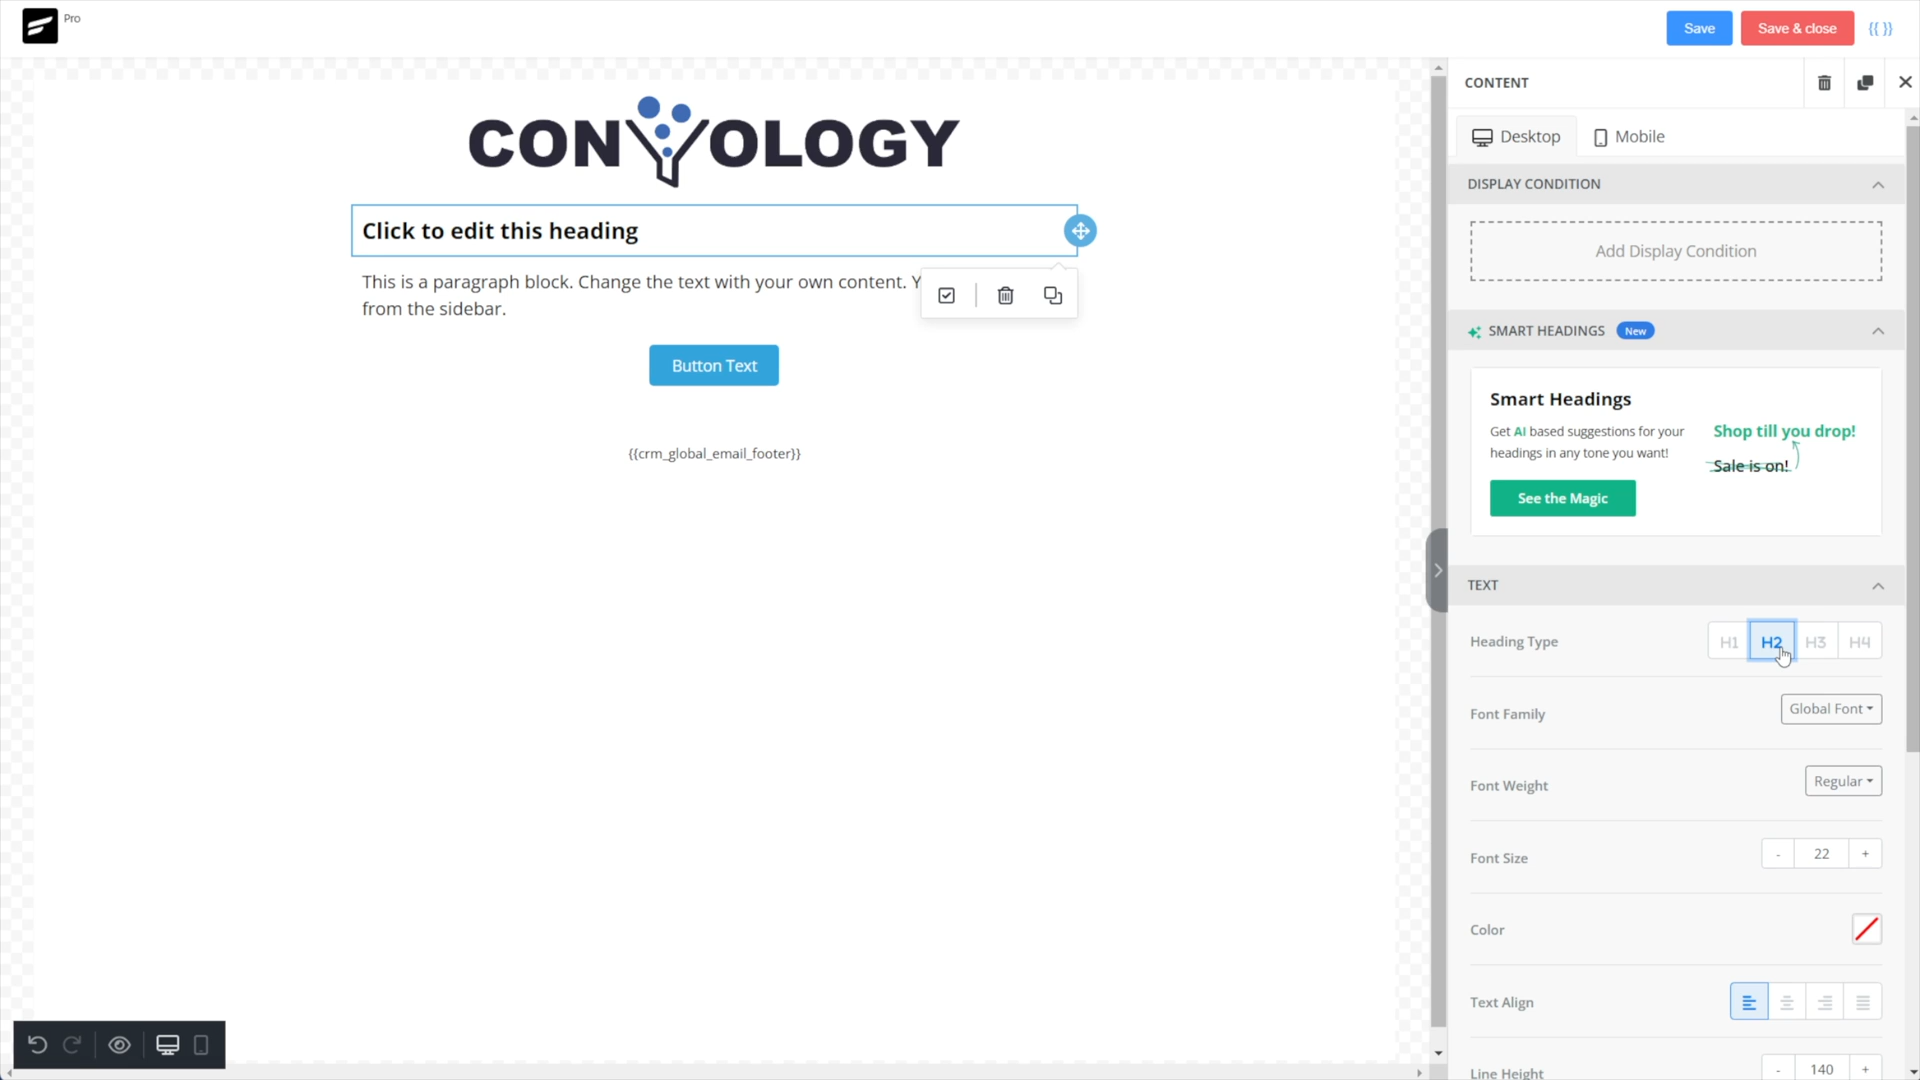 Pro
Save
Save & close
{{ }}
CONVOLOGY
Click to edit this heading
This is a paragraph block. Change the text with your own content. Y
from the sidebar.
Button Text
{{crm_global_email_footer}}
CONTENT
Desktop
Mobile
DISPLAY CONDITION
Add Display Condition
SMART HEADINGS New
Smart Headings
Get AI based suggestions for your
headings in any tone you want!
Shop till you drop!
Sale is on!
See the Magic
TEXT
Heading Type
H1 H2 H3 H4
Font Family
Global Font
Font Weight
Regular
Font Size
- 22 +
Color
Text Align
Line Height
- 140 +